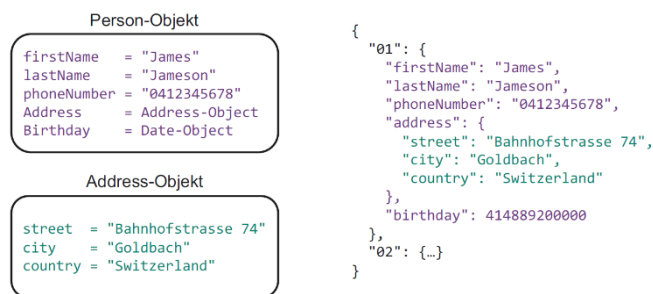 Person-Objekt
firstName = "James"
lastName = "Jameson"
phoneNumber = "0412345678"
Address = Address-Object
Birthday = Date-Object
Address-Objekt
street = "Bahnhofstrasse 74"
city = "Goldbach"
country = "Switzerland"
{
"01": {
"firstName": "James",
"lastName": "Jameson",
"phoneNumber": "0412345678",
"address": {
"street": "Bahnhofstrasse 74",
"city": "Goldbach",
"country": "Switzerland"
},
"birthday": 414889200000
},
"02": {…}
}